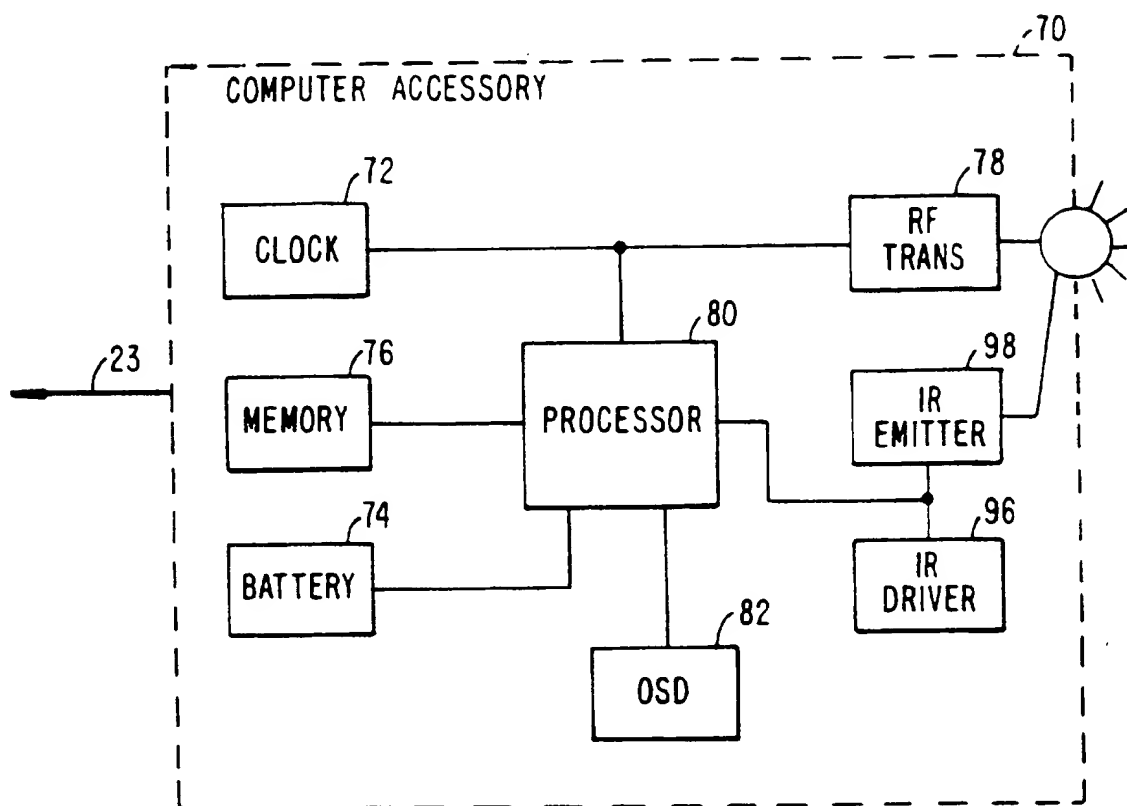 70
COMPUTER ACCESSORY
72
CLOCK
78
RF
TRANS
80
PROCESSOR
23
76
MEMORY
98
IR
EMITTER
74
BATTERY
96
IR
DRIVER
82
OSD